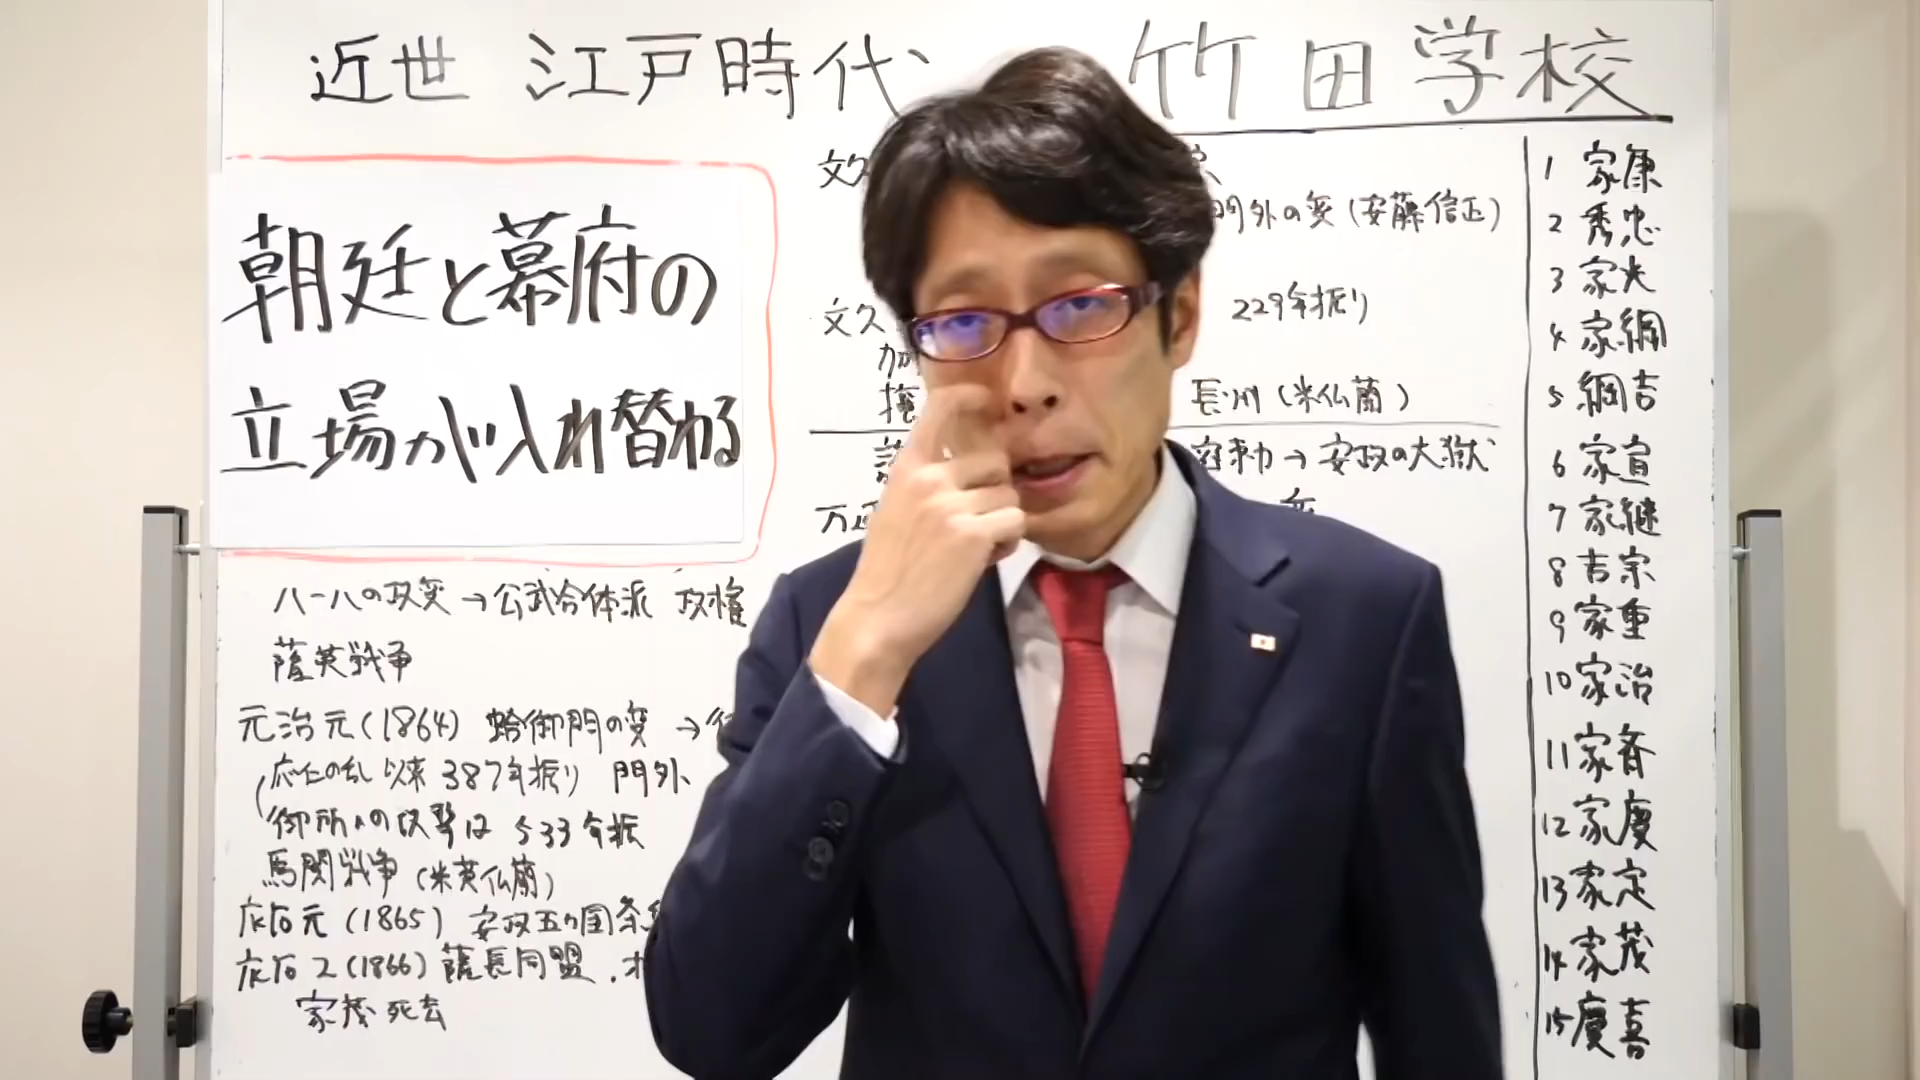 近世 江戸時代
竹田学校
朝廷と幕府の
立場が入れ替わる
八一八の政変→公武合体派 政権
薩英戦争
元治元(1864) 蛤御門の変 →
(応仁の乱以来 387年振り 門外
御所への攻撃は 533年振
馬関戦争(米英仏蘭)
応石元(1865) 安政五カ国条
応石2(1866) 薩長同盟.
家茂死去
文久
門外の変(安藤信正)
文久
229年振り
長州(米仏蘭)
密勅→安政の大獄
万延
変
1 家康
2 秀忠
3 家光
4 家綱
5 綱吉
6 家宣
7 家継
8 吉宗
9 家重
10 家治
11 家斉
12 家慶
13 家定
14 家茂
15 慶喜